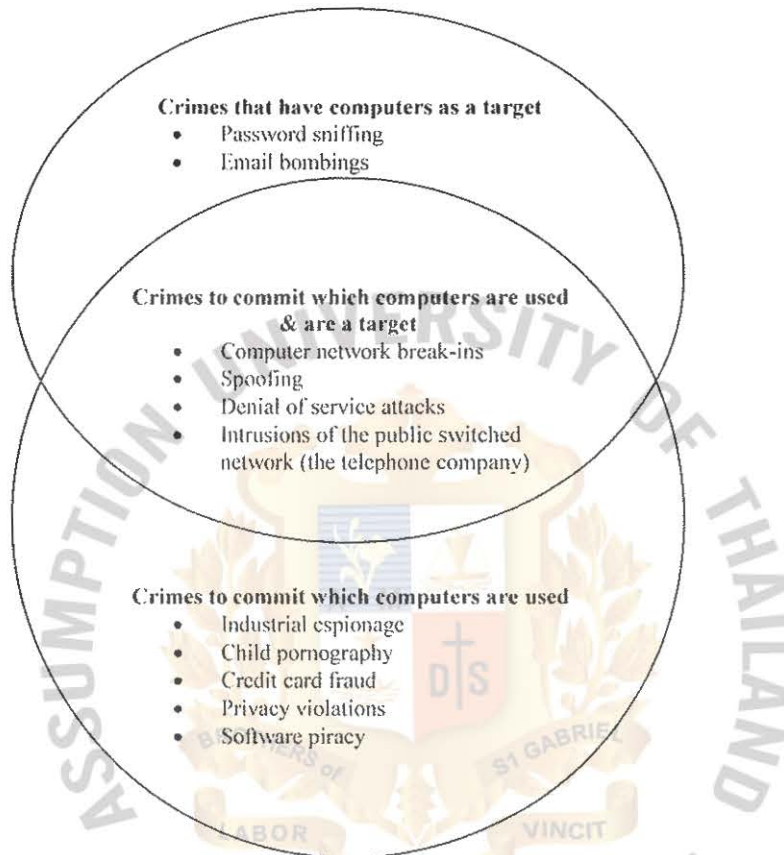 Crimes that have computers as a target
• Password sniffing
• Email bombings
Crimes to commit which computers are used
& are a target
• Computer network break-ins
• Spoofing
• Denial of service attacks
• Intrusions of the public switched
network (the telephone company)
Crimes to commit which computers are used
• Industrial espionage
• Child pornography
• Credit card fraud
• Privacy violations
• Software piracy
ASSUMPTION UNIVERSITY OF THAILAND
D S
BROTHERS of
S1 GABRIEL
LABOR
VINCIT